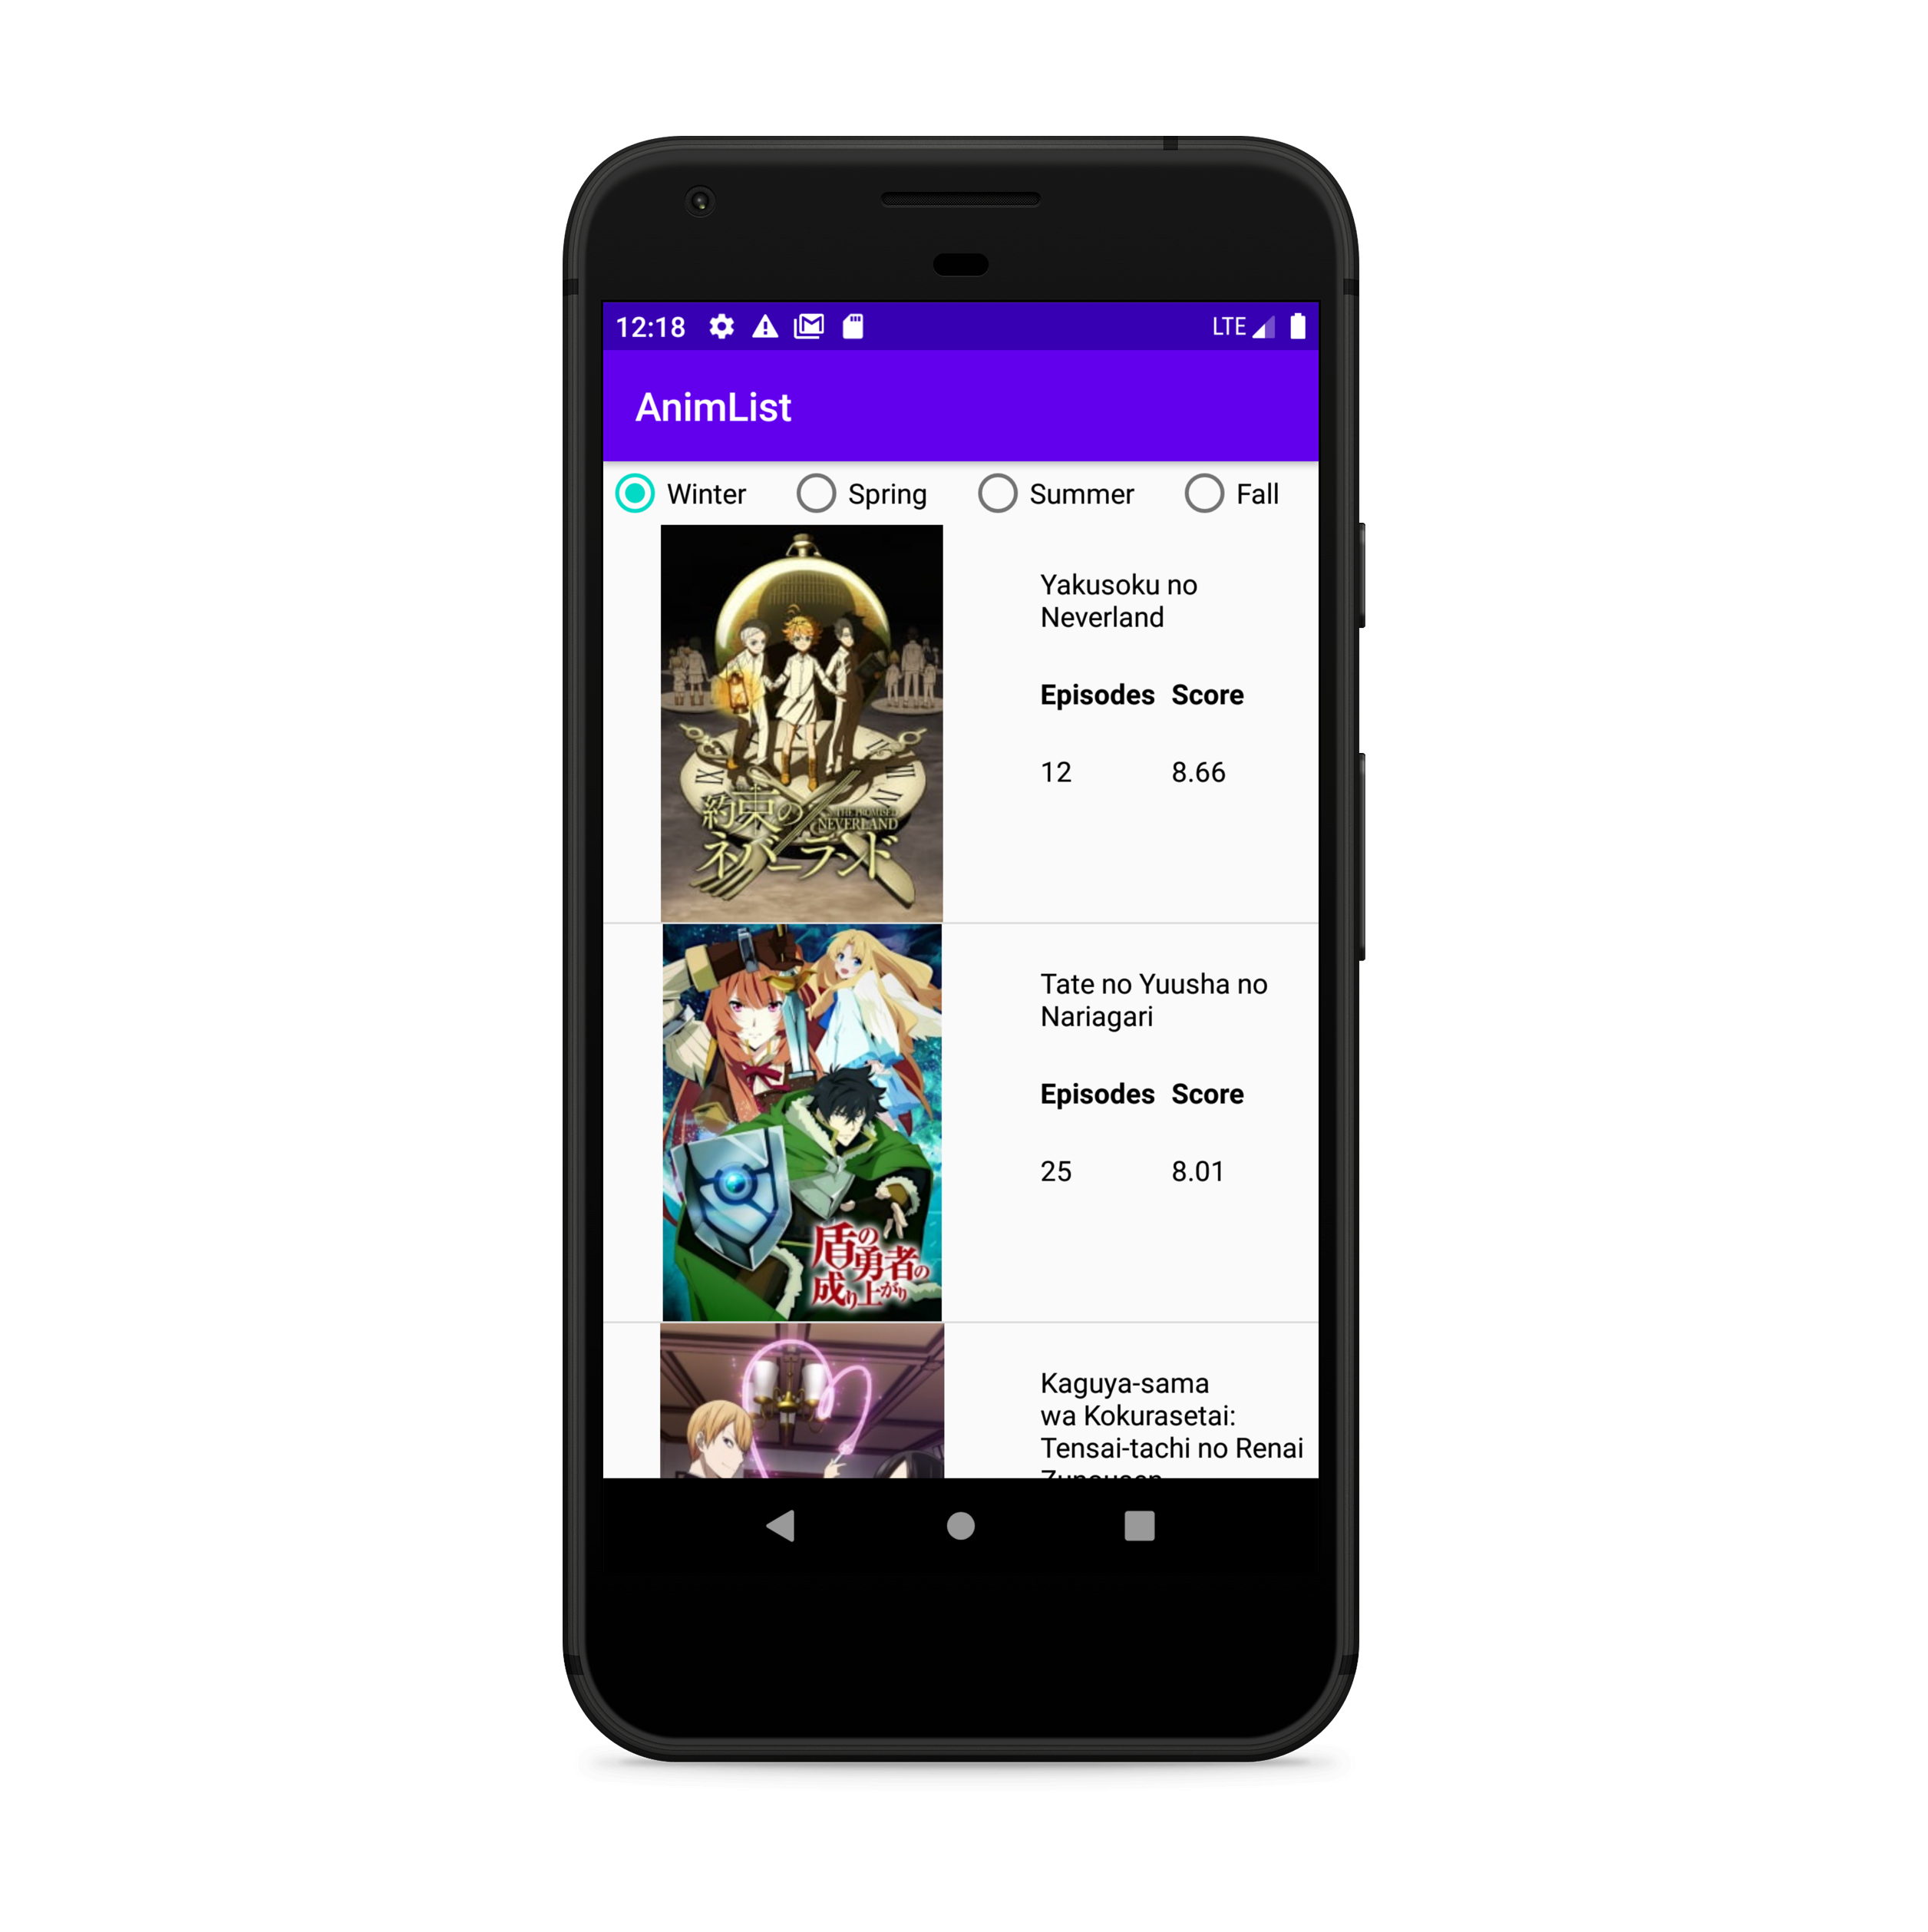 12:18
LTE
AnimList
Winter Spring Summer Fall
Yakusoku no
Neverland
Episodes Score
12 8.66
約束の
THE PROMISED
NEVERLAND
ネバーランド
Tate no Yuusha no
Nariagari
Episodes Score
25 8.01
盾の勇者の
成り上がり
Kaguya-sama
wa Kokurasetai:
Tensai-tachi no Renai